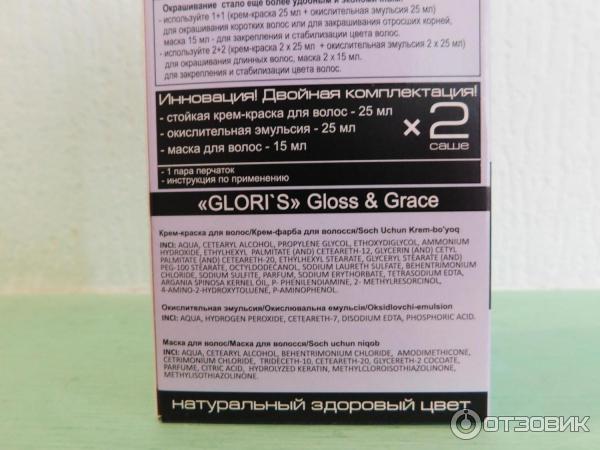 Окрашивание стало еще более удобным и экономным.
- используйте 1+1 (крем-краска 25 мл + окислительная эмульсия 25 мл)
для окрашивания коротких волос или для закрашивания отросших корней,
маска 15 мл - для закрепления и стабилизации цвета волос.
- используйте 2+2 (крем-краска 2 x 25 мл + окислительная эмульсия 2 x 25 мл)
для окрашивания длинных волос, маска 2 x 15 мл.
для закрепления и стабилизации цвета волос.
Инновация! Двойная комплектация!
- стойкая крем-краска для волос - 25 мл
- окислительная эмульсия - 25 мл
- маска для волос - 15 мл
×2
саше
- 1 пара перчаток
- инструкция по применению
«GLORI`S» Gloss & Grace
Крем-краска для волос/Крем-фарба для волосся/Soch Uchun Krem-bo'yoq
INCI: AQUA, CETEARYL ALCOHOL, PROPYLENE GLYCOL, ETHOXYDIGLYCOL, AMMONIUM
HYDROXIDE, ETHYLHEXYL PALMITATE (AND) CETEARETH-12, GLYCERIN (AND) CETYL
PALMITATE (AND) CETEARETH-20, ETHYLHEXYL STEARATE, GLYCERYL STEARATE (AND)
PEG-100 STEARATE, OCTYLDODECANOL, SODIUM LAURETH SULFATE, BEHENTRIMONIUM
CHLORIDE, SODIUM SULFITE, PARFUM, SODIUM ERYTHORBATE, TETRASODIUM EDTA,
ARGANIA SPINOSA KERNEL OIL, P- PHENILENDIAMINE, 2- METHYLRESORCINOL,
4-AMINO-2-HYDROXYTOLUENE, P-AMINOPHENOL.
Окислительная эмульсия/Окислювальна емульсія/Oksidlovchi-emulsion
INCI: AQUA, HYDROGEN PEROXIDE, CETEARETH-7, DISODIUM EDTA, PHOSPHORIC ACID.
Маска для волос/Маска для волосся/Soch uchun niqob
INCI: AQUA, CETEARYL ALCOHOL, BEHENTRIMONIUM CHLORIDE, AMODIMETHICONE,
CETRIMONIUM CHLORIDE, TRIDECETH-10, CETEARETH-20, GLYCERETH-2 COCOATE,
PARFUME, CITRIC ACID, HYDROLYZED KERATIN, METHYLCHLOROISOTHIAZOLINONE,
METHYLISOTHIAZOLINONE.
натуральный здоровый цвет
ОТЗОВИК